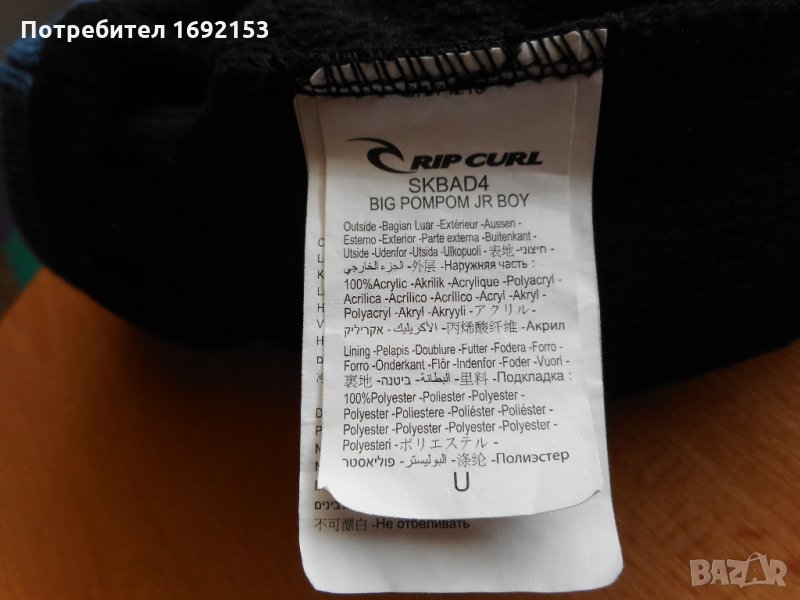 Потребител 1692153
RIP CURL
SKBAD4
BIG POMPOM JR BOY
Outside -Bagian Luar -Extérieur -Aussen -
Esterno -Exterior -Parte externa -Buitenkant -
Utside -Udenfor -Utsida -Ulkopuoli -表地- חיצוני-
الجزء الخارجي -外层 -Наружняя часть :
100%Acrylic -Akrilik -Acrylique -Polyacryl -
Acrilica -Acrílico -Acrílico -Acryl -Akryl -
Polyacryl -Akryl -Akryyli -アクリル -
אקריליק - الأكريليك -丙烯酸纤维 -Акрил
Lining -Pelapis -Doublure -Futter -Fodera -Forro -
Forro -Onderkant -Flôr -Indenfor -Foder -Vuori -
裏地 -ביטנה - البطانة -里料 -Подкладка :
100%Polyester -Poliester -Polyester -
Polyester -Poliestere -Poliéster -Poliéster -
Polyester -Polyester -Polyester -Polyester -
Polyesteri -ポリエステル -
פוליאסטר - البوليستر -涤纶 -Полиэстер
U
不可漂白 -Не отбеливать
BAZAR